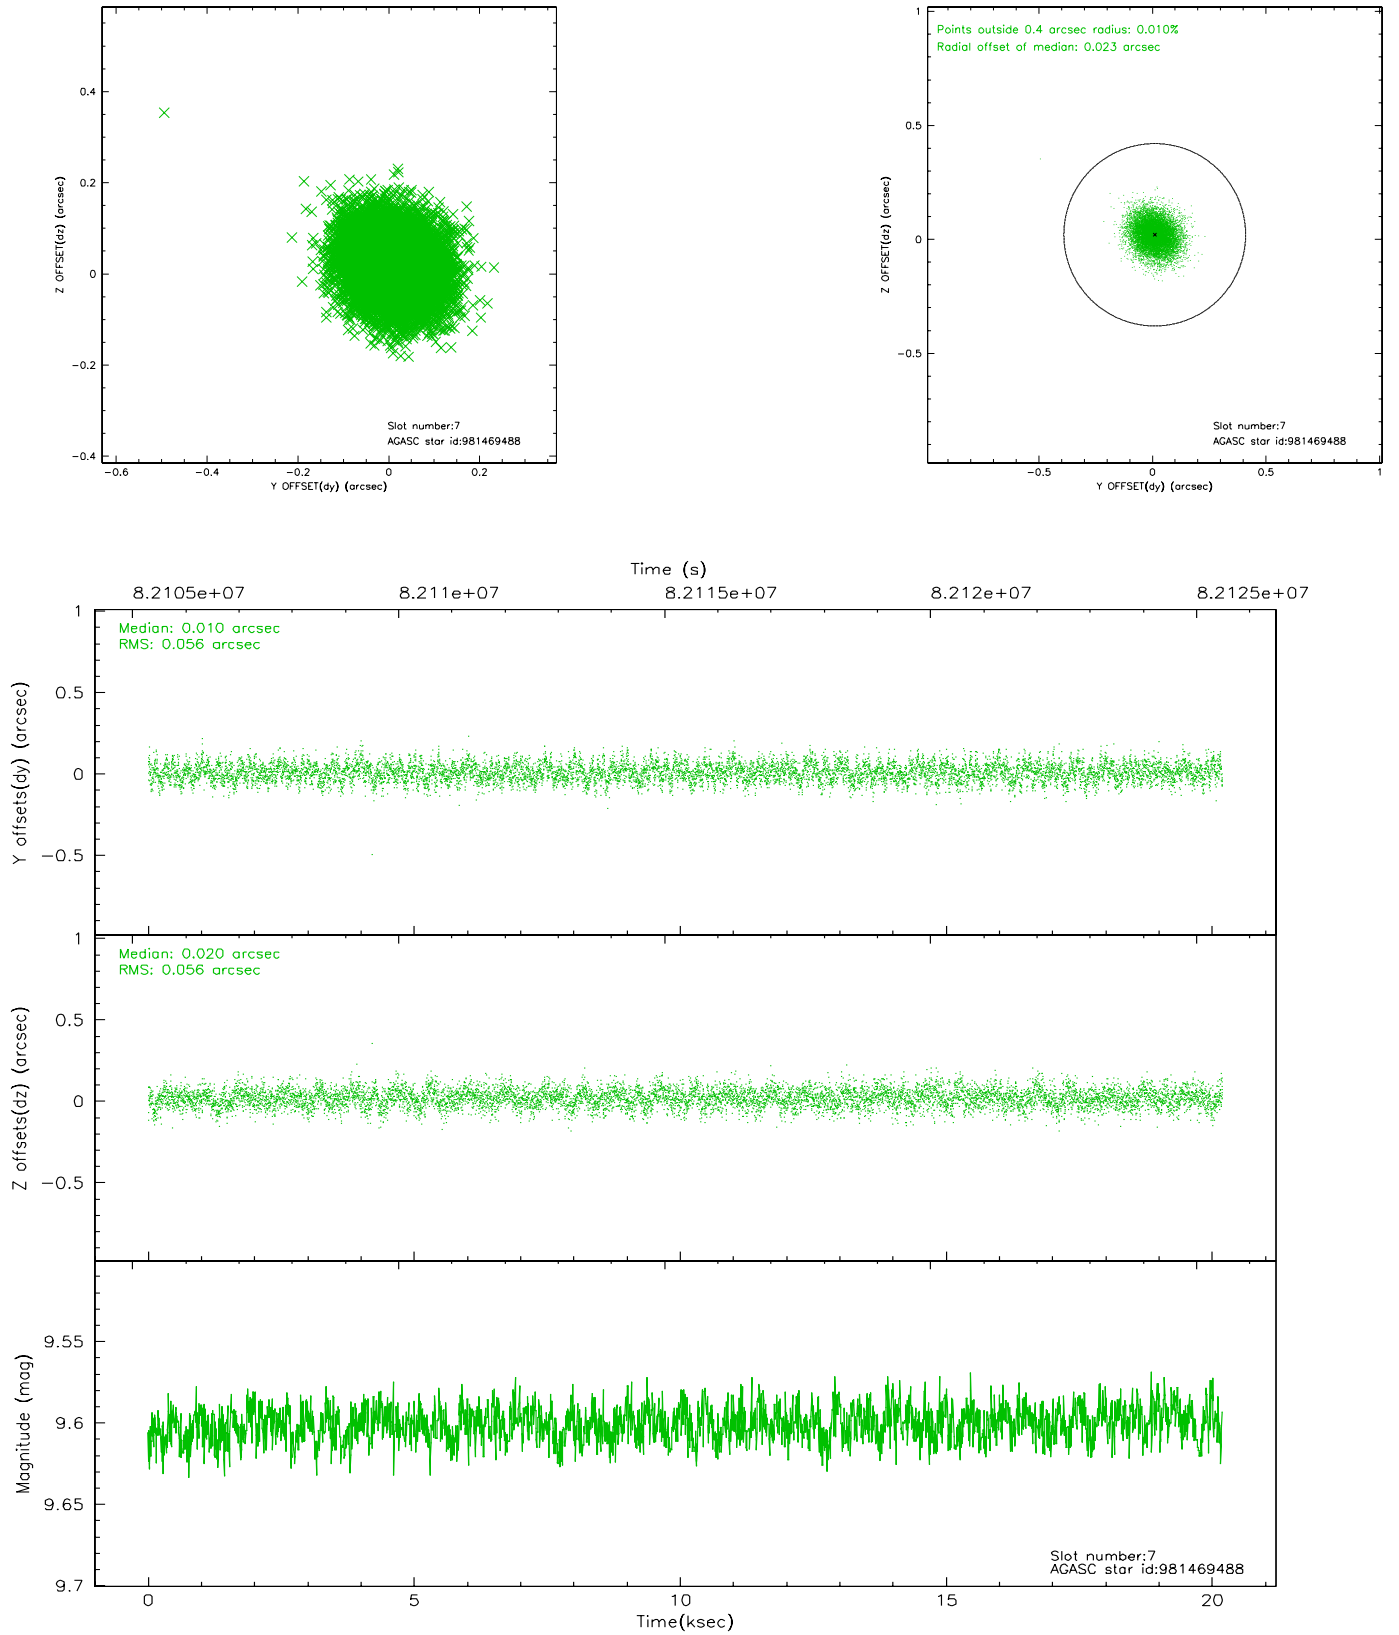 Points outside 0.4 arcsec radius: 0.010%
Radial offset of median: 0.023 arcsec
0.4
0.2
0
−0.2
−0.4
Z OFFSET(dz) (arcsec)
−0.6
−0.4
−0.2
0
0.2
Y OFFSET(dy) (arcsec)
Slot number:7
AGASC star id:981469488
1
0.5
0
−0.5
Z OFFSET(dz) (arcsec)
−0.5
0
0.5
1
Y OFFSET(dy) (arcsec)
Slot number:7
AGASC star id:981469488
Time (s)
8.2105e+07
8.211e+07
8.2115e+07
8.212e+07
8.2125e+07
Median: 0.010 arcsec
RMS: 0.056 arcsec
1
0.5
0
−0.5
Y offsets(dy) (arcsec)
Median: 0.020 arcsec
RMS: 0.056 arcsec
1
0.5
0
−0.5
Z offsets(dz) (arcsec)
9.55
9.6
9.65
9.7
Magnitude (mag)
Slot number:7
AGASC star id:981469488
0
5
10
15
20
Time(ksec)